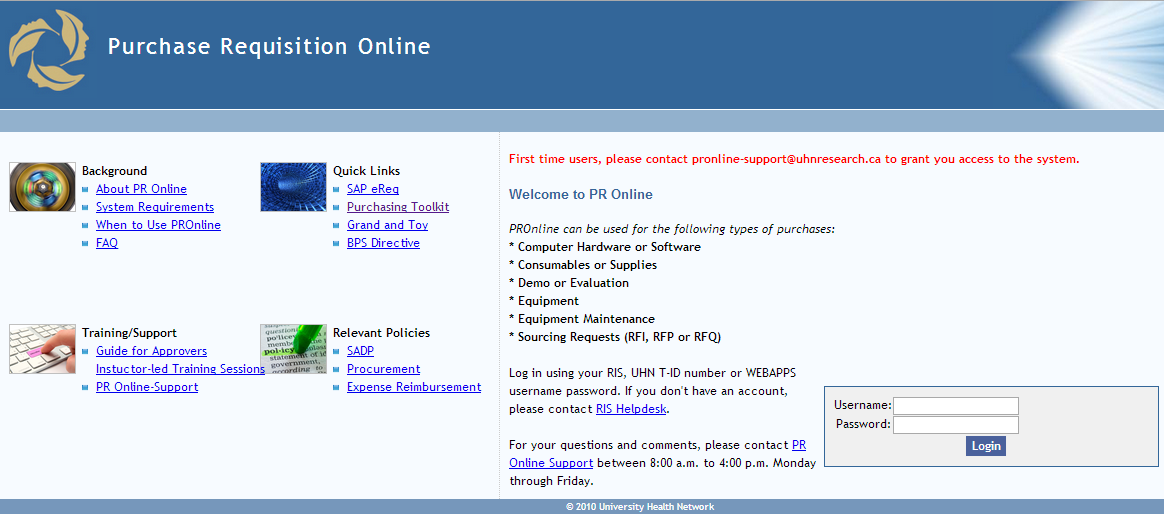 Purchase Requisition Online
Background
About PR Online
System Requirements
When to Use PROnline
FAQ
Quick Links
SAP eReq
Purchasing Toolkit
Grand and Toy
BPS Directive
Training/Support
Guide for Approvers
Instuctor-led Training Sessions
PR Online-Support
Relevant Policies
SADP
Procurement
Expense Reimbursement
First time users, please contact pronline-support@uhnresearch.ca to grant you access to the system.
Welcome to PR Online
PROnline can be used for the following types of purchases:
* Computer Hardware or Software
* Consumables or Supplies
* Demo or Evaluation
* Equipment
* Equipment Maintenance
* Sourcing Requests (RFI, RFP or RFQ)
Log in using your RIS, UHN T-ID number or WEBAPPS
username password. If you don't have an account,
please contact RIS Helpdesk.
For your questions and comments, please contact PR
Online Support between 8:00 a.m. to 4:00 p.m. Monday
through Friday.
Username:
Password:
Login
© 2010 University Health Network